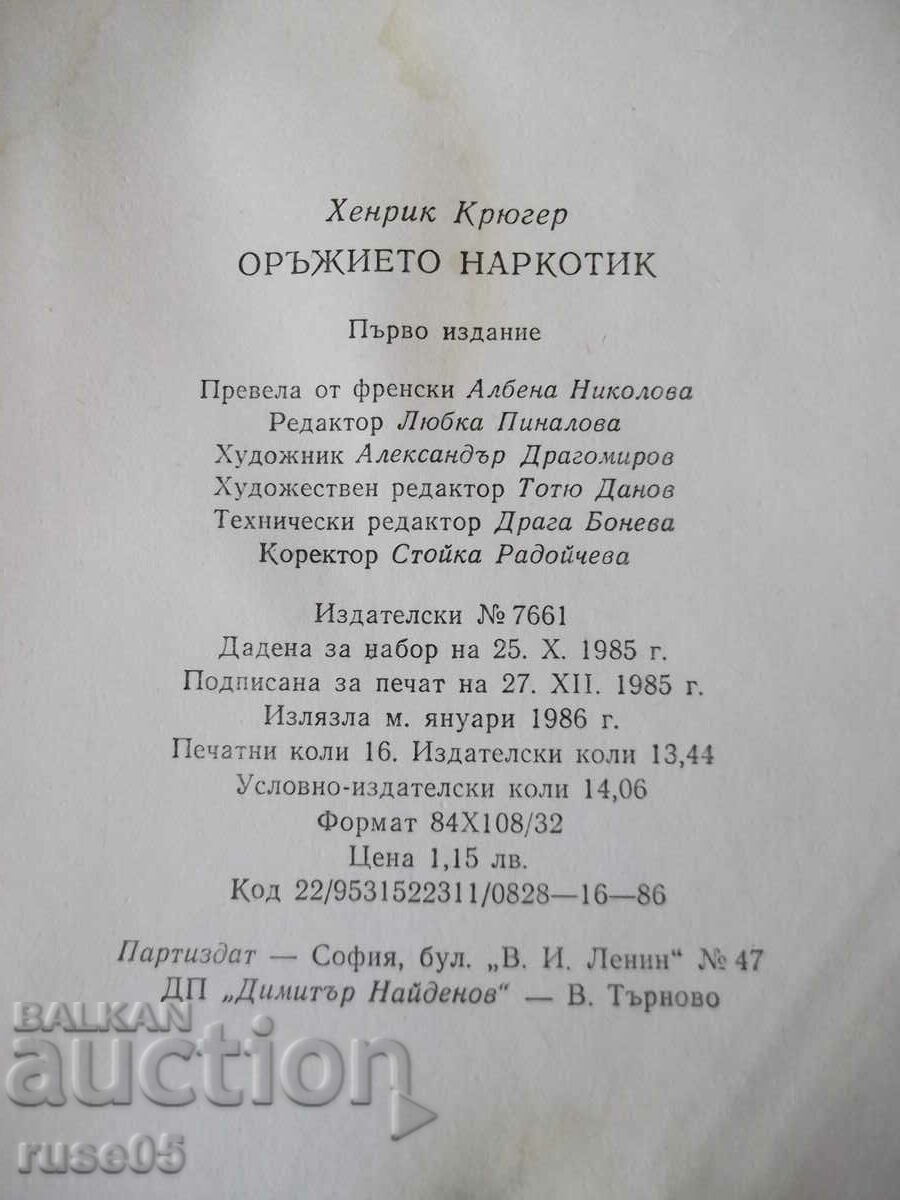 Хенрик Крюгер
ОРЪЖИЕТО НАРКОТИК
Първо издание
Превела от френски Албена Николова
Редактор Любка Пиналова
Художник Александър Драгомиров
Художествен редактор Тотю Данов
Технически редактор Драга Бонева
Коректор Стойка Радойчева
Издателски № 7661
Дадена за набор на 25. X. 1985 г.
Подписана за печат на 27. XII. 1985 г.
Излязла м. януари 1986 г.
Печатни коли 16. Издателски коли 13,44
Условно-издателски коли 14,06
Формат 84X108/32
Цена 1,15 лв.
Код 22/9531522311/0828—16—86
Партиздат — София, бул. „В. И. Ленин“ № 47
ДП „Димитър Найденов“ — В. Търново
BALKAN
auction
ruse05